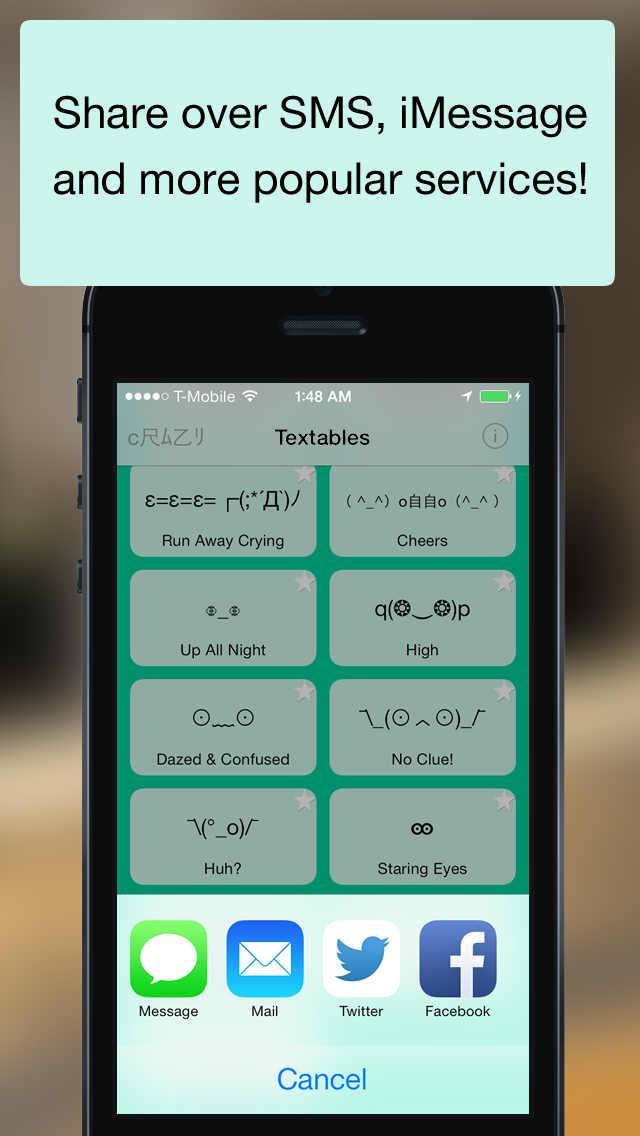 Share over SMS, iMessage
and more popular services!
T-Mobile 1:48 AM
c尺ﾑ乙ﾘ Textables
ε=ε=ε= ┌(;*´Д`)ﾉ ( ^_^）o自自o（^_^ ）
Run Away Crying Cheers
⊚_⊚ q(❂‿❂)p
Up All Night High
⊙﹏⊙ ¯\_(⊙︿⊙)_/¯
Dazed & Confused No Clue!
¯\(°_o)/¯ ꙭ
Huh? Staring Eyes
Message Mail Twitter Facebook
Cancel